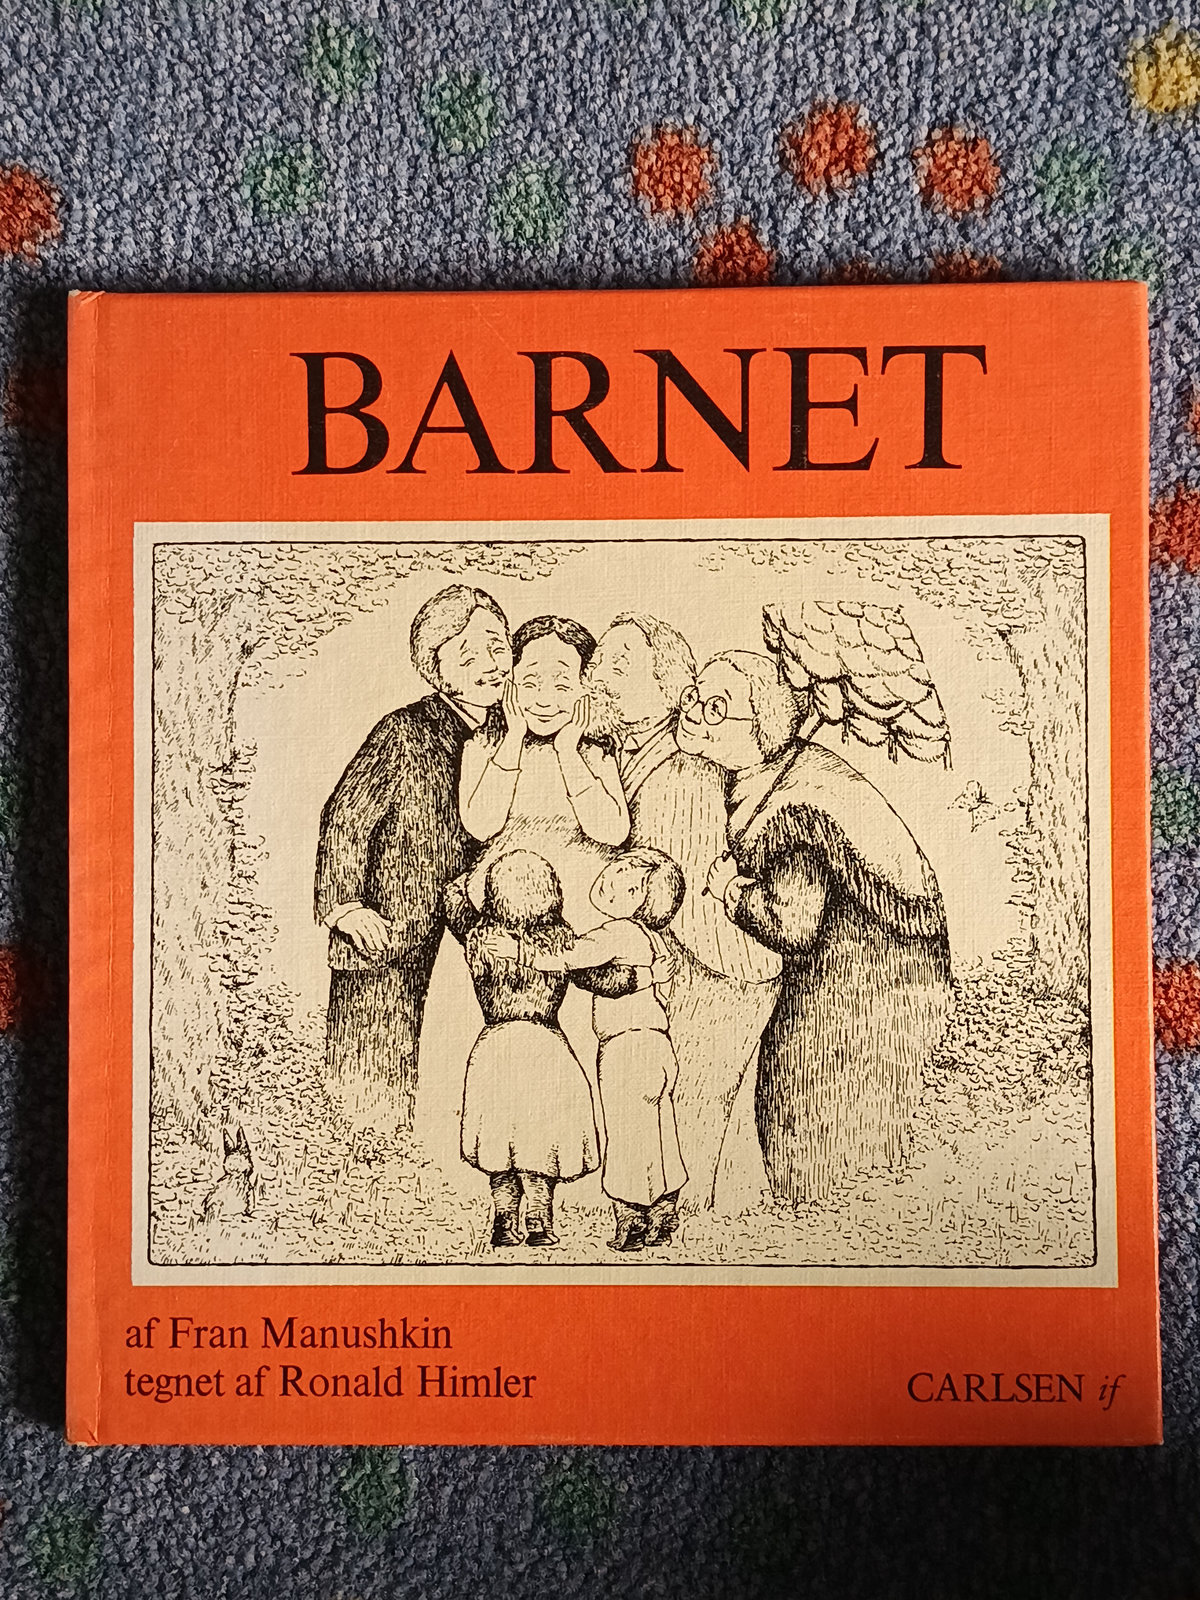 BARNET
af Fran Manushkin
tegnet af Ronald Himler
CARLSEN if